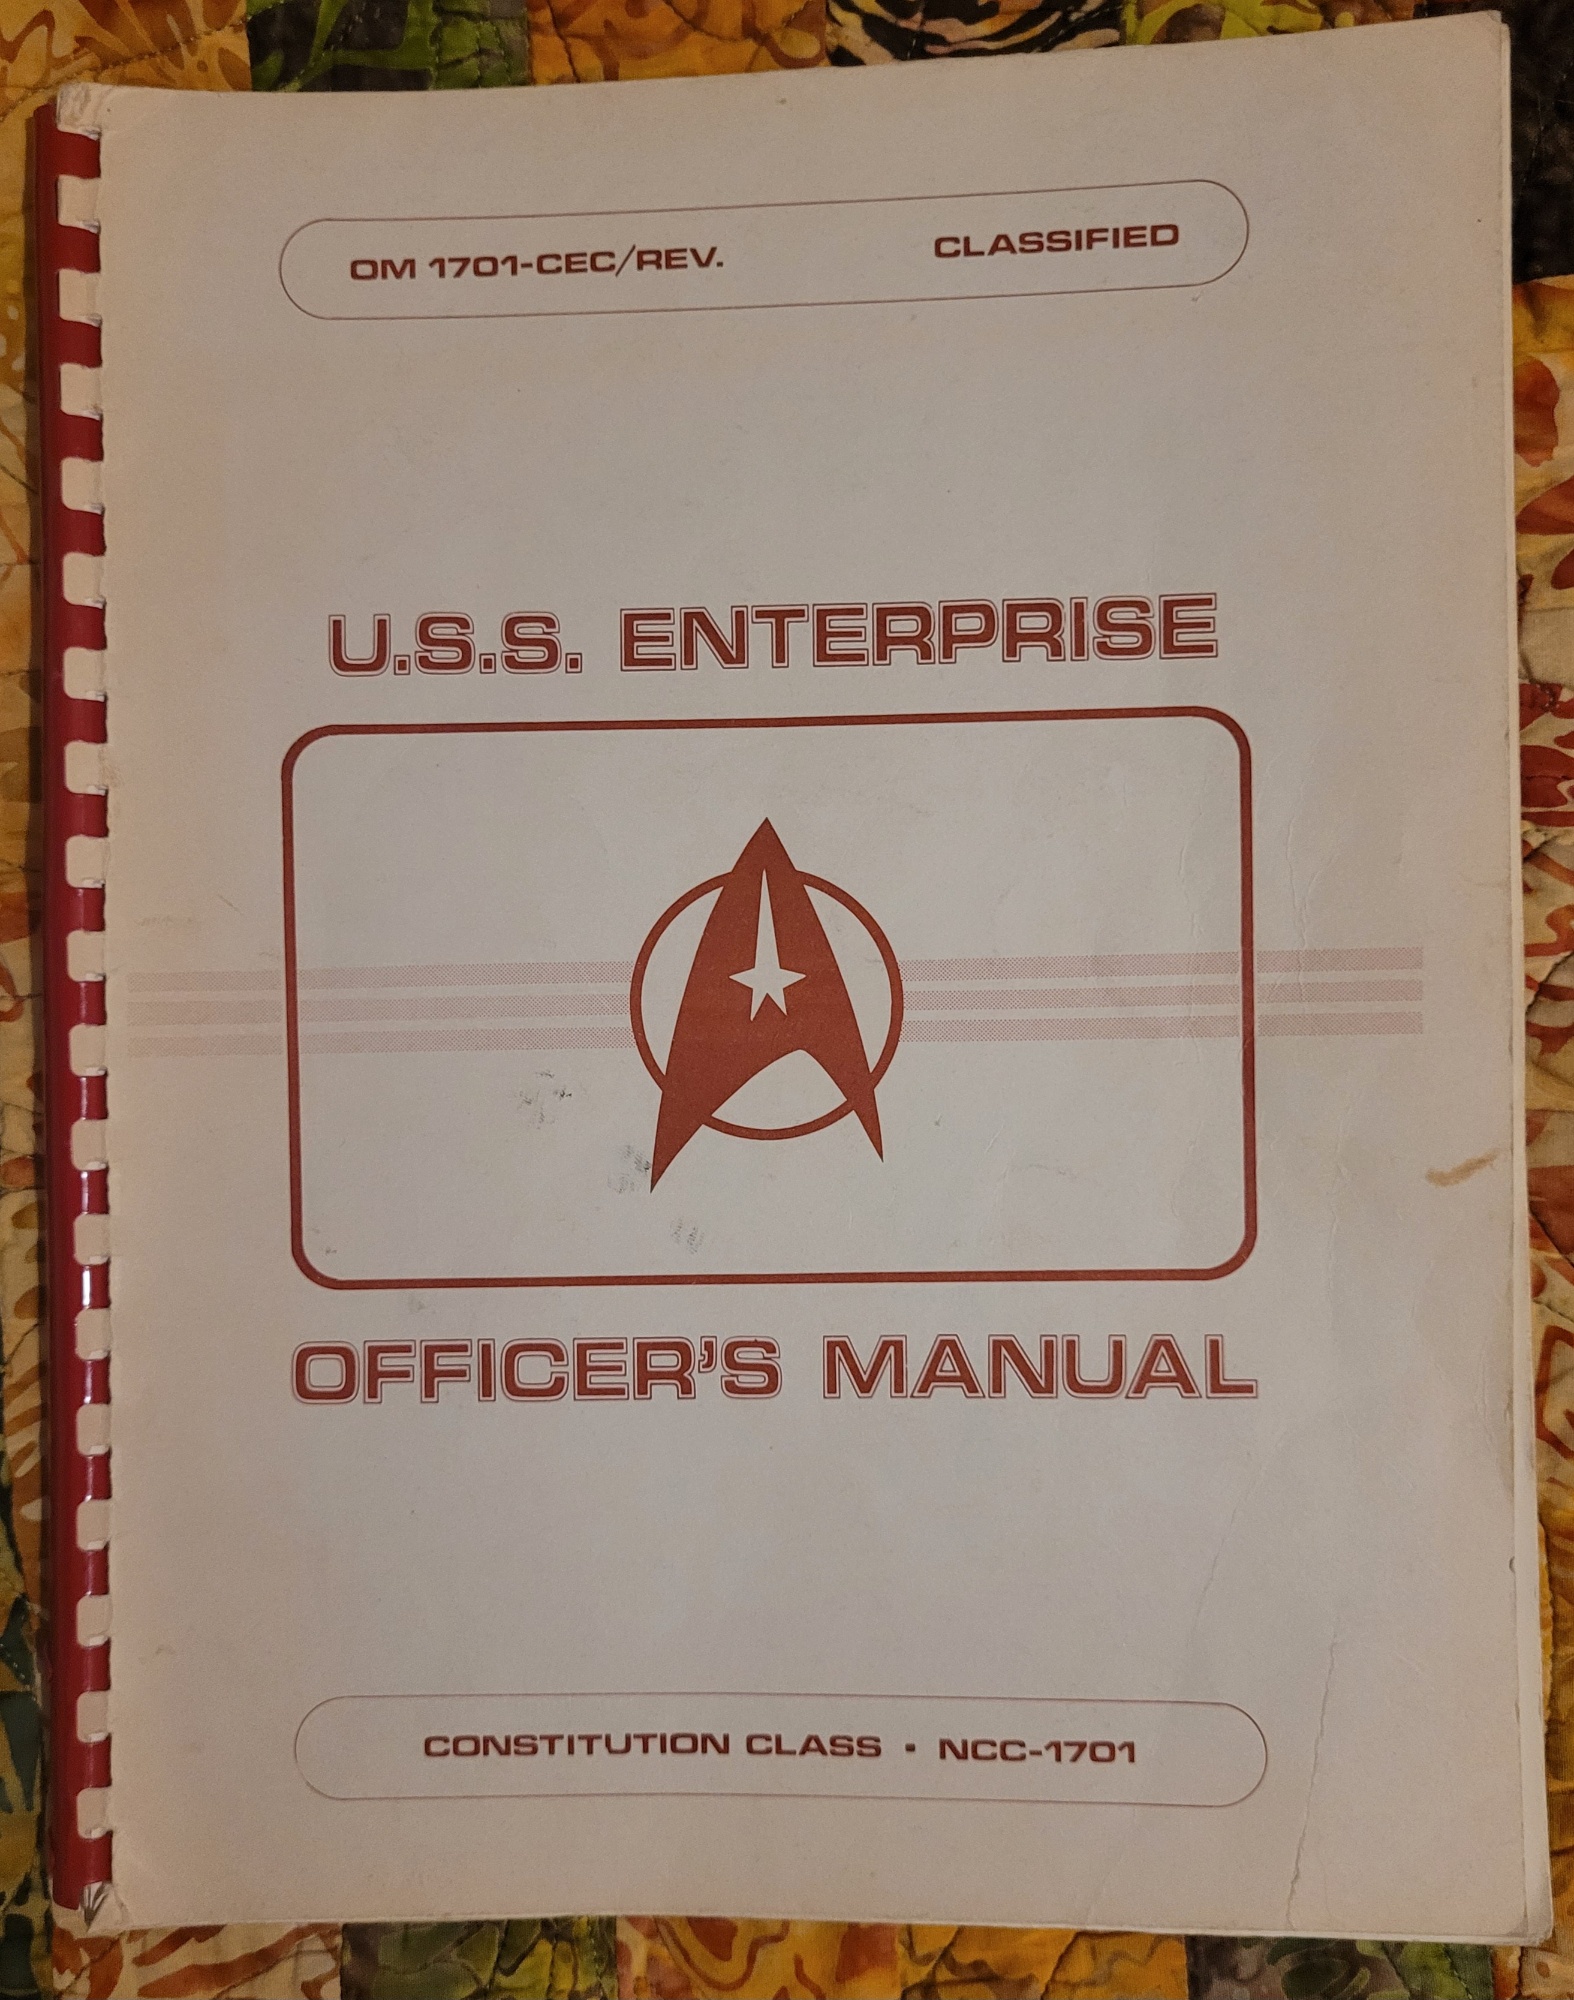 OM 1701-CEC/REV. CLASSIFIED
U.S.S. ENTERPRISE
OFFICER'S MANUAL
CONSTITUTION CLASS ▪ NCC-1701